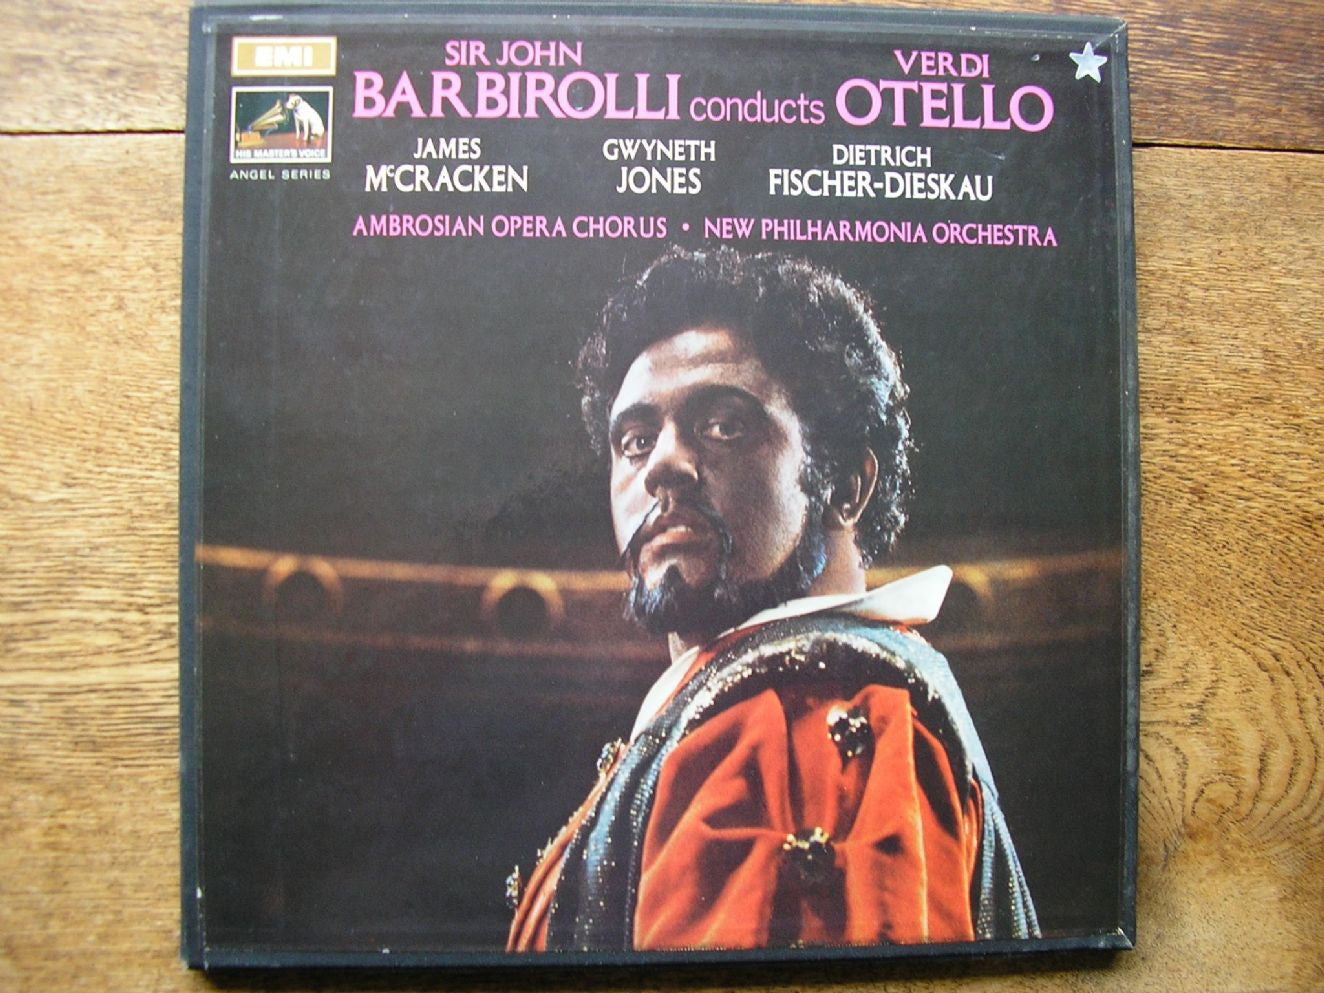 EMI
HIS MASTER'S VOICE
ANGEL SERIES
SIR JOHN
BARBIROLLI conducts
VERDI
OTELLO
JAMES
McCRACKEN
GWYNETH
JONES
DIETRICH
FISCHER-DIESKAU
AMBROSIAN OPERA CHORUS • NEW PHILHARMONIA ORCHESTRA